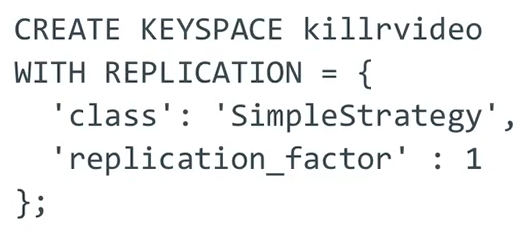 CREATE KEYSPACE killrvideo
WITH REPLICATION = {
  'class': 'SimpleStrategy',
  'replication_factor' : 1
};